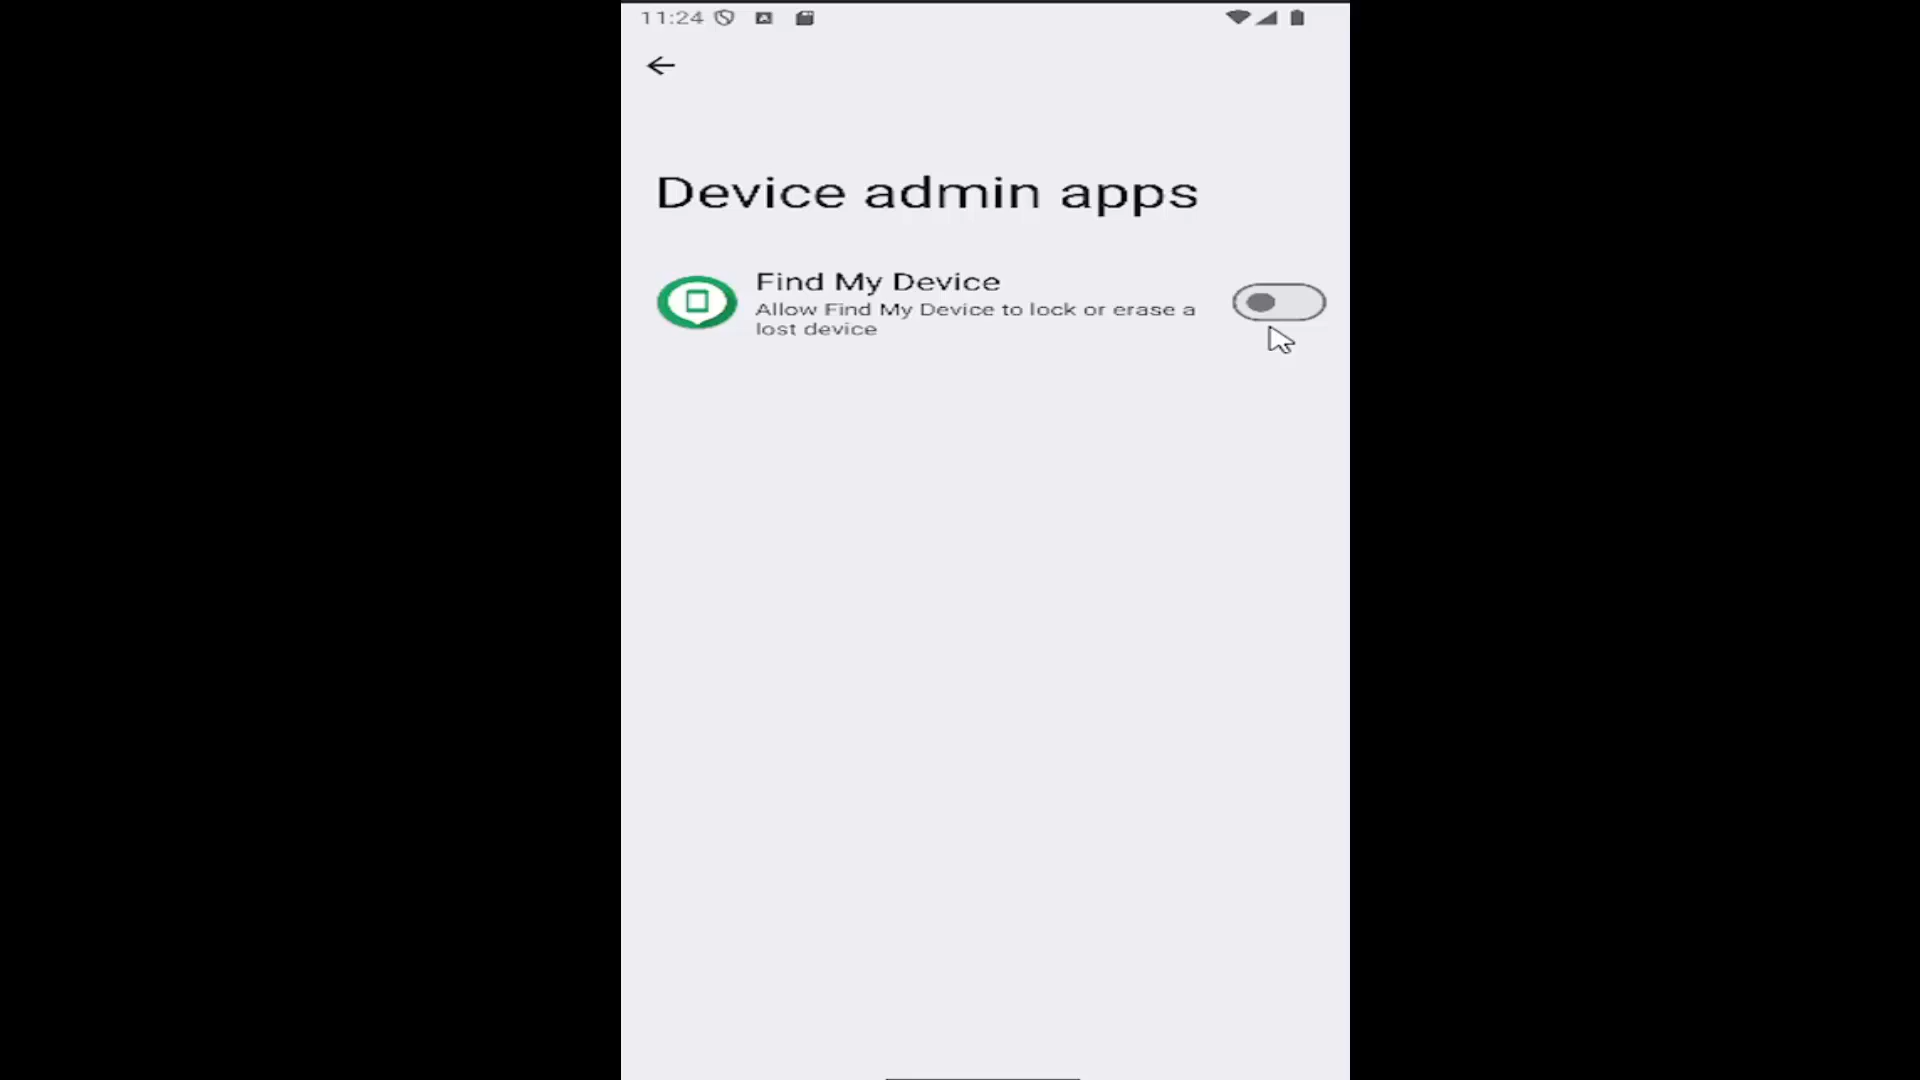 11:24
Device admin apps
Find My Device
Allow Find My Device to lock or erase a
lost device